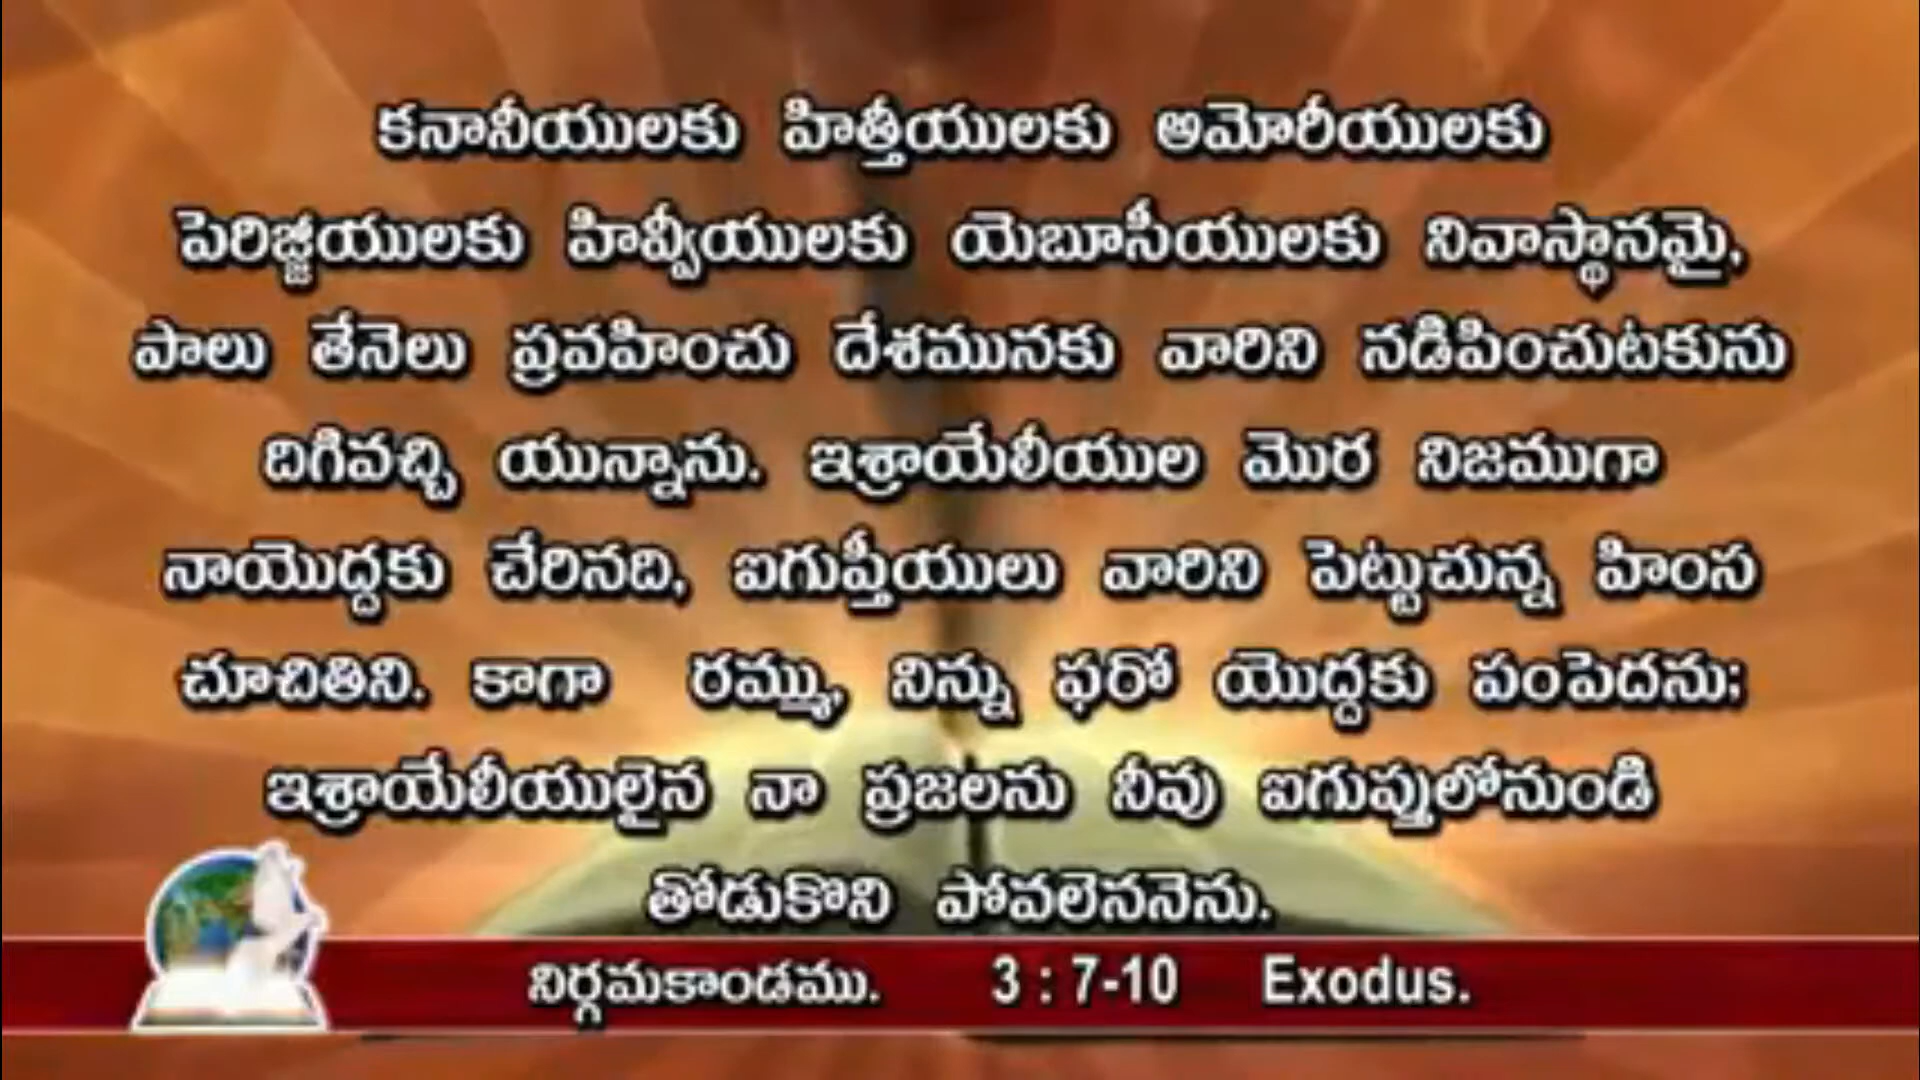 కనానీయులకు హిత్తీయులకు అమోరీయులకు
పెరిజ్జీయులకు హివ్వీయులకు యెబూసీయులకు నివాస్థానమై,
పాలు తేనెలు ప్రవహించు దేశమునకు వారిని నడిపించుటకును
దిగివచ్చి యున్నాను. ఇశ్రాయేలీయుల మొర నిజముగా
నాయొద్దకు చేరినది, ఐగుప్తీయులు వారిని పెట్టుచున్న హింస
చూచితిని. కాగా రమ్ము, నిన్ను ఫరో యొద్దకు పంపెదను;
ఇశ్రాయేలీయులైన నా ప్రజలను నీవు ఐగుప్తులోనుండి
తోడుకొని పోవలెననెను.
నిర్గమకాండము. 3 : 7-10 Exodus.